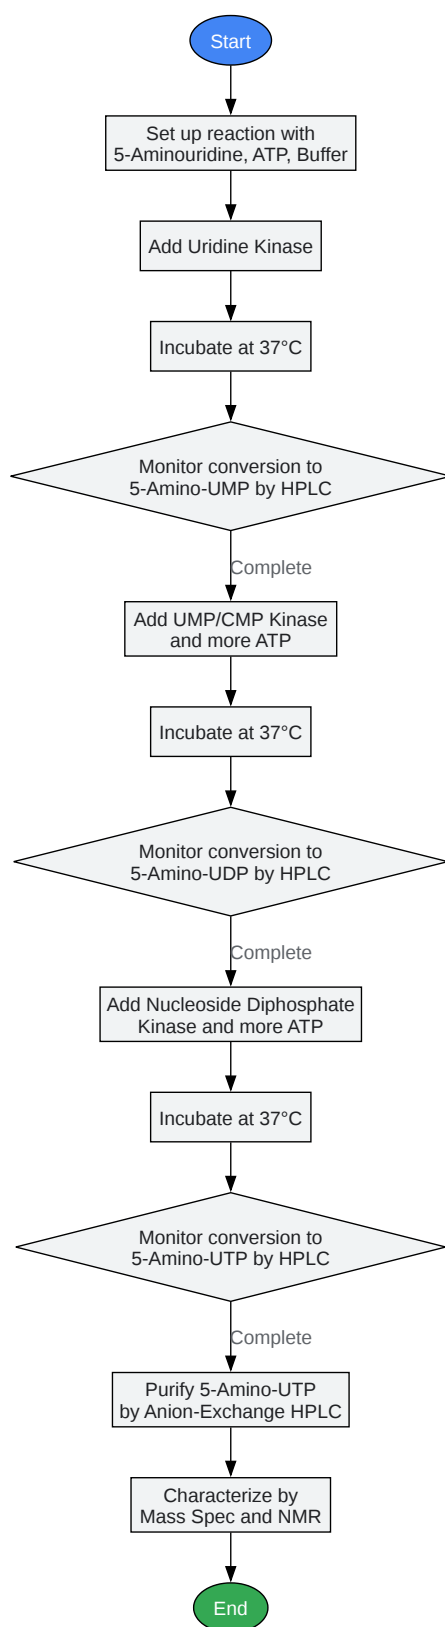 Start
Set up reaction with
5-Aminouridine, ATP, Buffer
Add Uridine Kinase
Incubate at 37°C
Monitor conversion to
5-Amino-UMP by HPLC
Complete
Add UMP/CMP Kinase
and more ATP
Incubate at 37°C
Monitor conversion to
5-Amino-UDP by HPLC
Complete
Add Nucleoside Diphosphate
Kinase and more ATP
Incubate at 37°C
Monitor conversion to
5-Amino-UTP by HPLC
Complete
Purify 5-Amino-UTP
by Anion-Exchange HPLC
Characterize by
Mass Spec and NMR
End